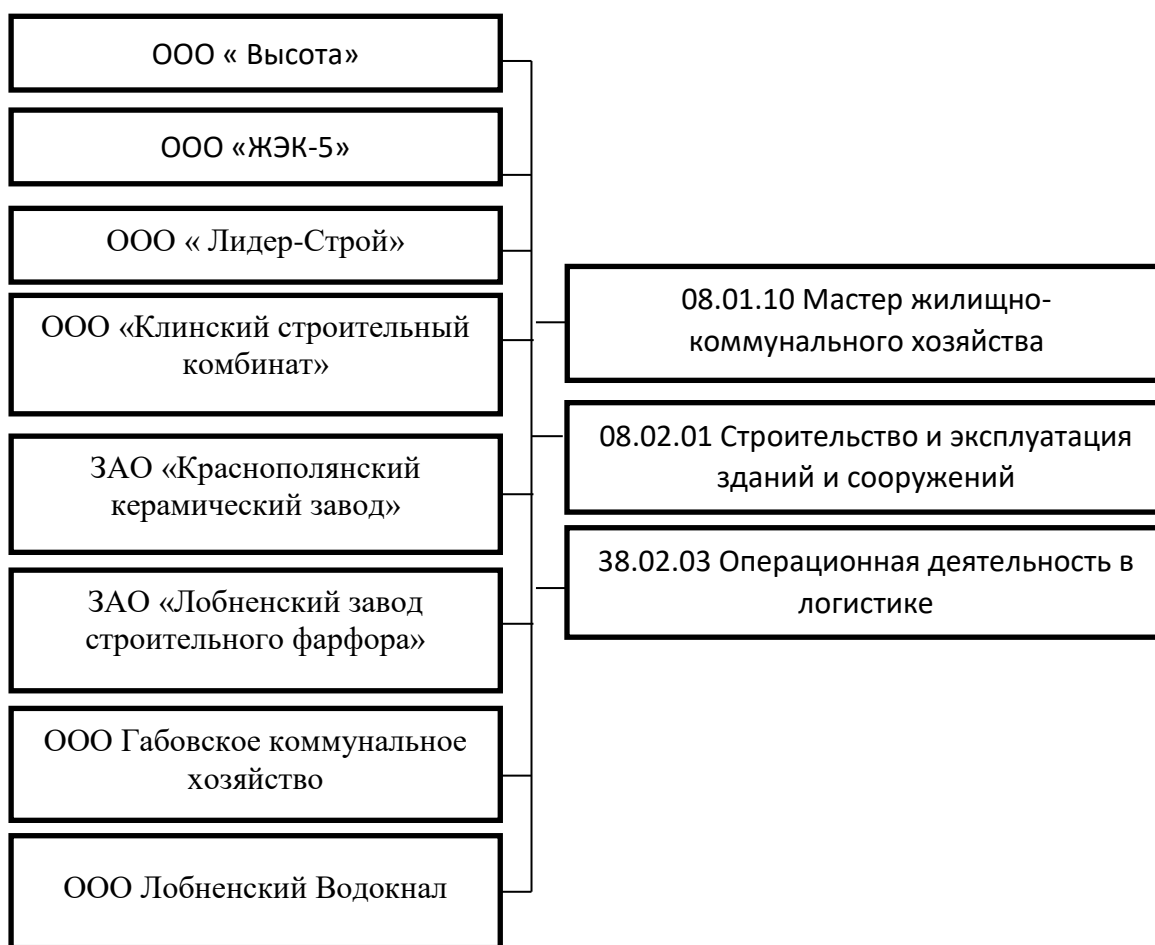 ООО « Высота»
ООО «ЖЭК-5»
ООО « Лидер-Строй»
ООО «Клинский строительный
комбинат»
ЗАО «Краснополянский
керамический завод»
ЗАО «Лобненский завод
строительного фарфора»
ООО Габовское коммунальное
хозяйство
ООО Лобненский Водокнал
08.01.10 Мастер жилищно-
коммунального хозяйства
08.02.01 Строительство и эксплуатация
зданий и сооружений
38.02.03 Операционная деятельность в
логистике